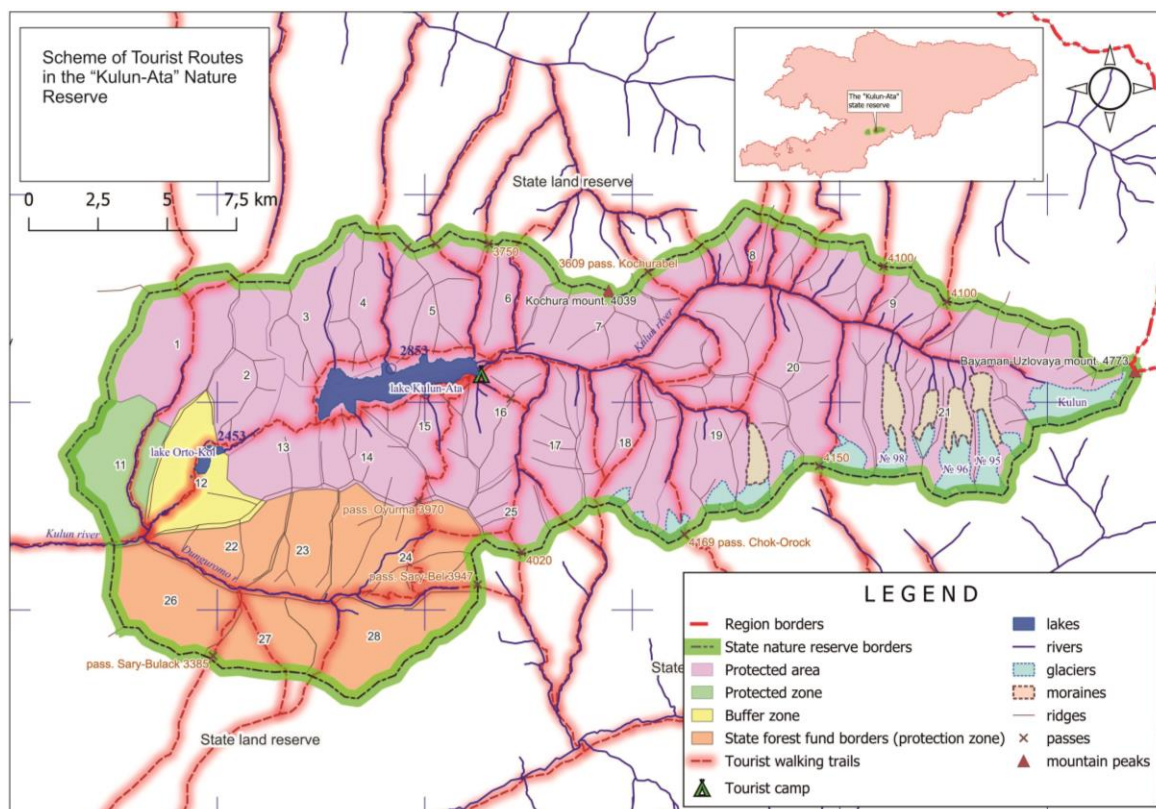 Scheme of Tourist Routes
in the “Kulun-Ata” Nature
Reserve
0 2,5 5 7,5 km
The "Kulun-Ata"
state reserve
State land reserve
3750
3609 pass. Kochurabel
Kochura mount. 4039
4100
4100
Bayaman Uzlovaya mount. 4773
Kulun
1
2
3
4
5
6
7
8
9
Kulun river
2853
lake Kulun-Ata
2453
lake Orto-Kol
11
12
13
14
15
16
17
18
19
20
21
№ 98
№ 96
№ 95
4150
4169 pass. Chok-Orock
4020
25
pass. Oyurma 3970
pass. Sary-Bel 3947
22
23
24
26
27
28
Kulun river
Dunguromo r.
pass. Sary-Bulack 3385
State land reserve
Stat
LEGEND
Region borders
State nature reserve borders
Protected area
Protected zone
Buffer zone
State forest fund borders (protection zone)
Tourist walking trails
Tourist camp
lakes
rivers
glaciers
moraines
ridges
passes
mountain peaks